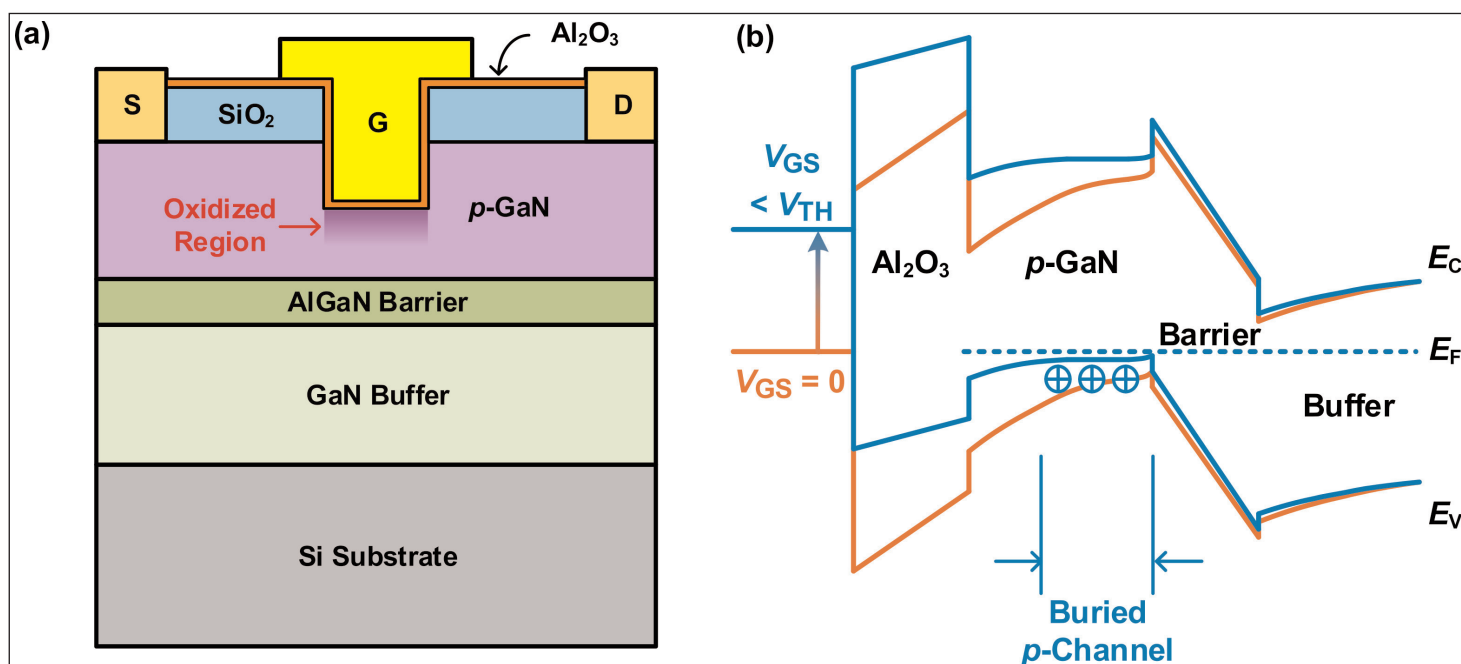 (a)
Al₂O₃
S
SiO₂
G
D
Oxidized
Region
p-GaN
AlGaN Barrier
GaN Buffer
Si Substrate
(b)
V_GS
< V_TH
Al₂O₃
p-GaN
E_C
Barrier
E_F
V_GS = 0
Buffer
E_V
Buried
p-Channel